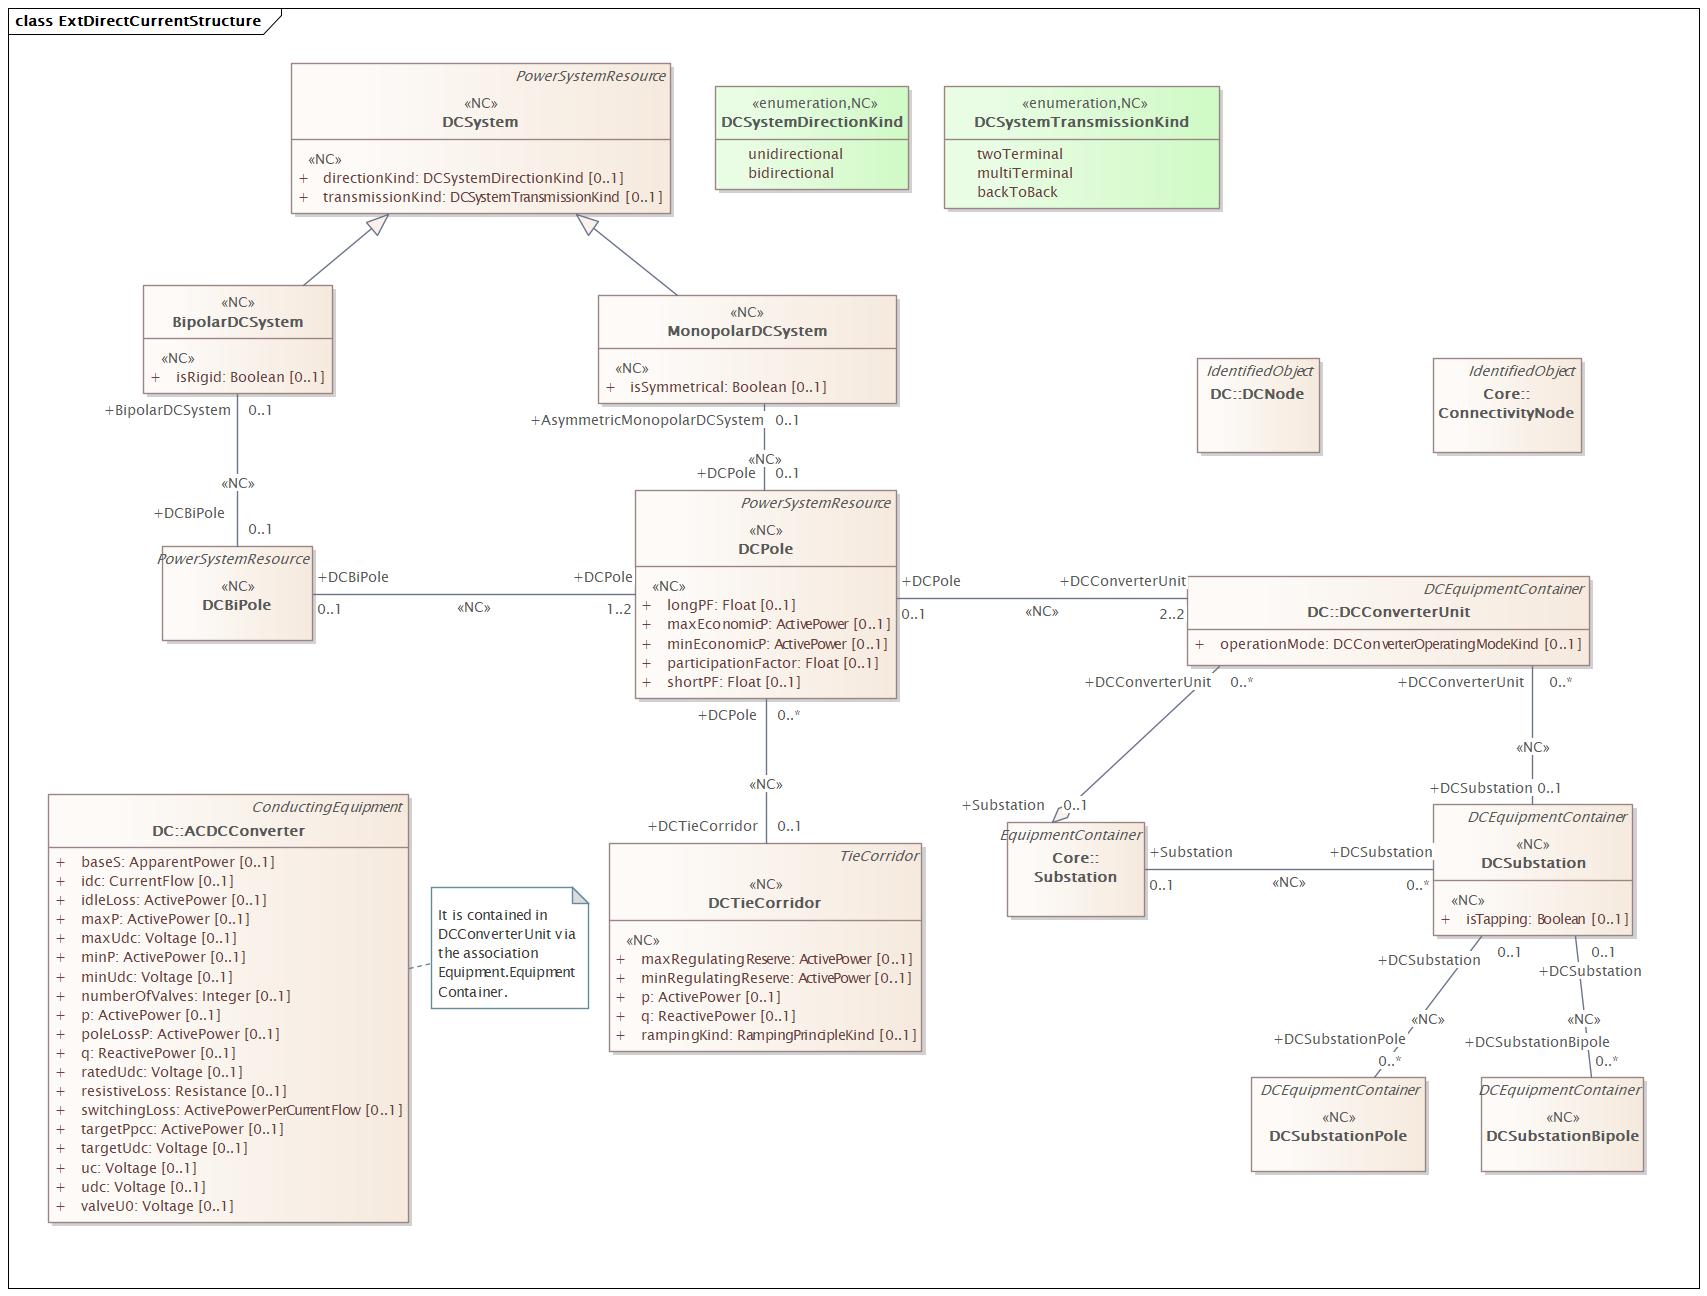 class ExtDirectCurrentStructure
PowerSystemResource
«NC»
DCSystem
«NC»
+ directionKind: DCSystemDirectionKind [0..1]
+ transmissionKind: DCSystemTransmissionKind [0..1]
«enumeration,NC»
DCSystemDirectionKind
unidirectional
bidirectional
«enumeration,NC»
DCSystemTransmissionKind
twoTerminal
multiTerminal
backToBack
«NC»
BipolarDCSystem
«NC»
+ isRigid: Boolean [0..1]
«NC»
MonopolarDCSystem
«NC»
+ isSymmetrical: Boolean [0..1]
IdentifiedObject
DC::DCNode
IdentifiedObject
Core::
ConnectivityNode
+BipolarDCSystem 0..1
«NC»
+DCBiPole
0..1
+AsymmetricMonopolarDCSystem 0..1
«NC»
+DCPole 0..1
PowerSystemResource
«NC»
DCBiPole
+DCBiPole
0..1
«NC»
+DCPole
1..2
PowerSystemResource
«NC»
DCPole
«NC»
+ longPF: Float [0..1]
+ maxEconomicP: ActivePower [0..1]
+ minEconomicP: ActivePower [0..1]
+ participationFactor: Float [0..1]
+ shortPF: Float [0..1]
+DCPole
0..1
«NC»
+DCConverterUnit
2..2
DCEquipmentContainer
DC::DCConverterUnit
+ operationMode: DCConverterOperatingModeKind [0..1]
+DCConverterUnit 0..*
+DCConverterUnit 0..*
+DCPole 0..*
«NC»
+DCTieCorridor 0..1
«NC»
+DCSubstation 0..1
+Substation 0..1
ConductingEquipment
DC::ACDCConverter
+ baseS: ApparentPower [0..1]
+ idc: CurrentFlow [0..1]
+ idleLoss: ActivePower [0..1]
+ maxP: ActivePower [0..1]
+ maxUdc: Voltage [0..1]
+ minP: ActivePower [0..1]
+ minUdc: Voltage [0..1]
+ numberOfValves: Integer [0..1]
+ p: ActivePower [0..1]
+ poleLossP: ActivePower [0..1]
+ q: ReactivePower [0..1]
+ ratedUdc: Voltage [0..1]
+ resistiveLoss: Resistance [0..1]
+ switchingLoss: ActivePowerPerCurrentFlow [0..1]
+ targetPpcc: ActivePower [0..1]
+ targetUdc: Voltage [0..1]
+ uc: Voltage [0..1]
+ udc: Voltage [0..1]
+ valveU0: Voltage [0..1]
It is contained in
DCConverterUnit via
the association
Equipment.Equipment
Container.
TieCorridor
«NC»
DCTieCorridor
«NC»
+ maxRegulatingReserve: ActivePower [0..1]
+ minRegulatingReserve: ActivePower [0..1]
+ p: ActivePower [0..1]
+ q: ReactivePower [0..1]
+ rampingKind: RampingPrincipleKind [0..1]
EquipmentContainer
Core::
Substation
+Substation
0..1
«NC»
+DCSubstation
0..*
DCEquipmentContainer
«NC»
DCSubstation
«NC»
+ isTapping: Boolean [0..1]
+DCSubstation 0..1
«NC»
+DCSubstationPole
0..*
0..1
+DCSubstation
«NC»
+DCSubstationBipole
0..*
DCEquipmentContainer
«NC»
DCSubstationPole
DCEquipmentContainer
«NC»
DCSubstationBipole